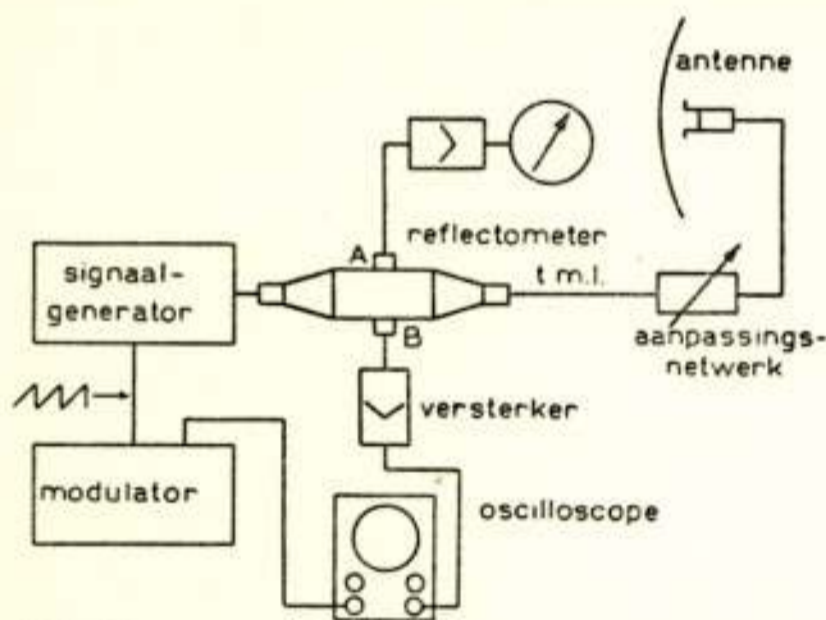 antenne
A
reflectometer
t m.l.
signaal-
generator
B
aanpassings-
netwerk
versterker
modulator
oscilloscope